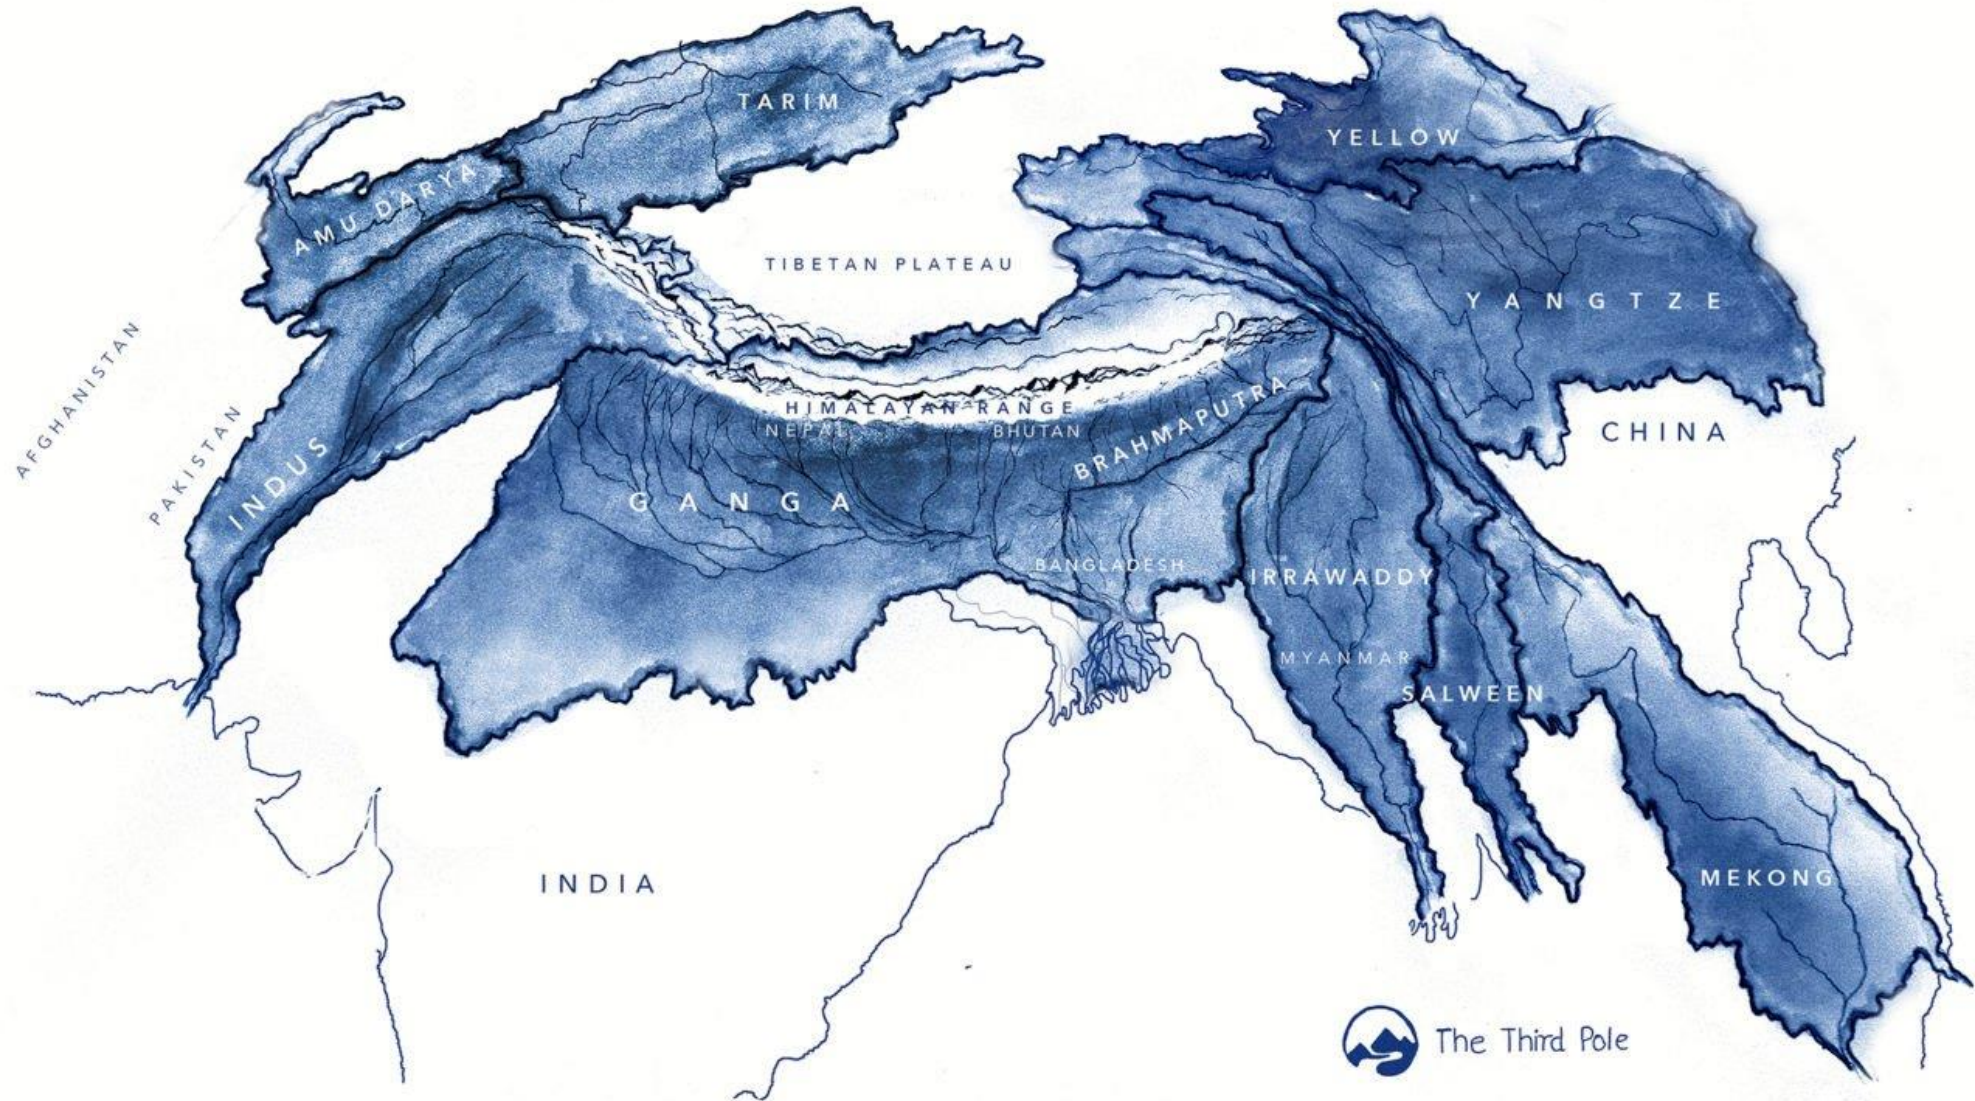 TARIM
YELLOW
AMU DARYA
TIBETAN PLATEAU
YANGTZE
AFGHANISTAN
PAKISTAN
INDUS
HIMALAYAN RANGE
NEPAL
BHUTAN
BRAHMAPUTRA
CHINA
GANGA
BANGLADESH
IRRAWADDY
MYANMAR
SALWEEN
INDIA
MEKONG
The Third Pole